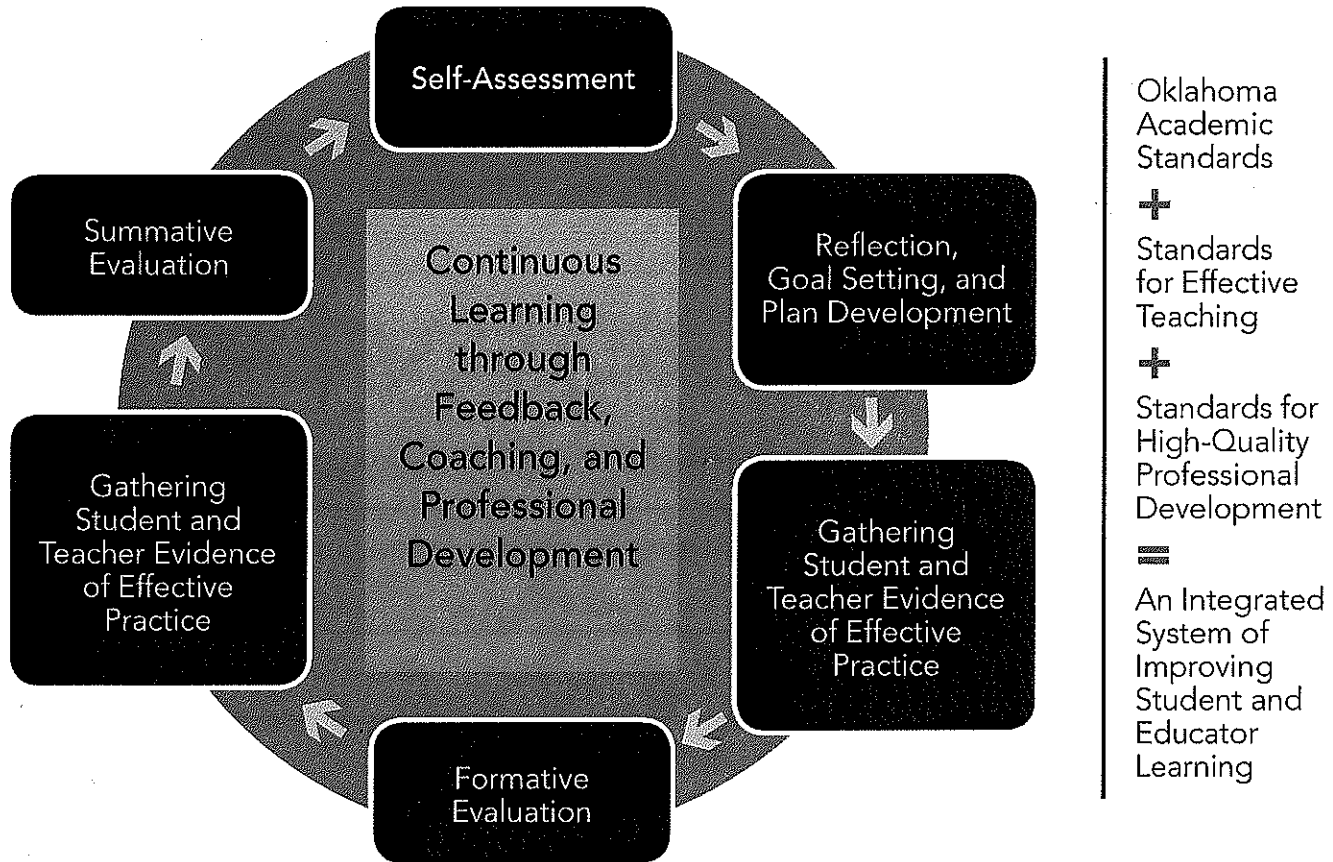 Self-Assessment
Reflection,
Goal Setting, and
Plan Development
Gathering
Student and
Teacher Evidence
of Effective
Practice
Formative
Evaluation
Gathering
Student and
Teacher Evidence
of Effective
Practice
Summative
Evaluation
Continuous
Learning
through
Feedback,
Coaching, and
Professional
Development
Oklahoma
Academic
Standards
+
Standards
for Effective
Teaching
+
Standards for
High-Quality
Professional
Development
=
An Integrated
System of
Improving
Student and
Educator
Learning